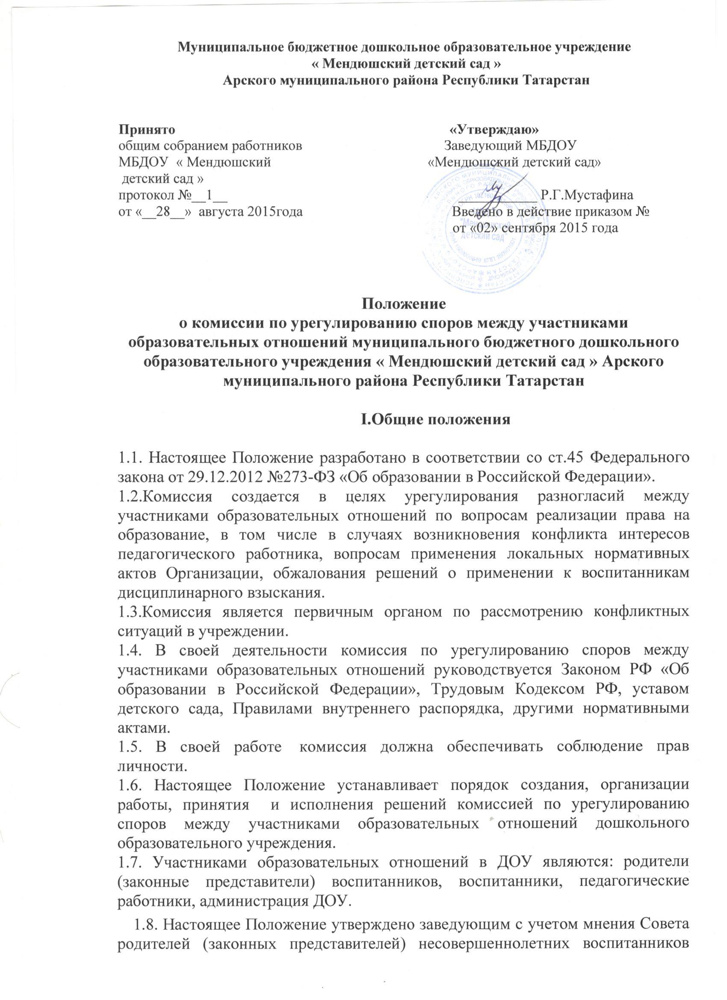 Муниципальное бюджетное дошкольное образовательное учреждение
« Мендюшский детский сад »
Арского муниципального района Республики Татарстан
Принято
общим собранием работников
МБДОУ « Мендюшский
детский сад »
протокол №__1__
от «__28__» августа 2015года
«Утверждаю»
Заведующий МБДОУ
«Мендюшский детский сад»
___________ Р.Г.Мустафина
Введено в действие приказом №
от «02» сентября 2015 года
"Мендюшский
детский сад"
Положение
о комиссии по урегулированию споров между участниками
образовательных отношений муниципального бюджетного дошкольного
образовательного учреждения « Мендюшский детский сад » Арского
муниципального района Республики Татарстан
I.Общие положения
1.1. Настоящее Положение разработано в соответствии со ст.45 Федерального
закона от 29.12.2012 №273-ФЗ «Об образовании в Российской Федерации».
1.2.Комиссия создается в целях урегулирования разногласий между
участниками образовательных отношений по вопросам реализации права на
образование, в том числе в случаях возникновения конфликта интересов
педагогического работника, вопросам применения локальных нормативных
актов Организации, обжалования решений о применении к воспитанникам
дисциплинарного взыскания.
1.3.Комиссия является первичным органом по рассмотрению конфликтных
ситуаций в учреждении.
1.4. В своей деятельности комиссия по урегулированию споров между
участниками образовательных отношений руководствуется Законом РФ «Об
образовании в Российской Федерации», Трудовым Кодексом РФ, уставом
детского сада, Правилами внутреннего распорядка, другими нормативными
актами.
1.5. В своей работе комиссия должна обеспечивать соблюдение прав
личности.
1.6. Настоящее Положение устанавливает порядок создания, организации
работы, принятия и исполнения решений комиссией по урегулированию
споров между участниками образовательных отношений дошкольного
образовательного учреждения.
1.7. Участниками образовательных отношений в ДОУ являются: родители
(законные представители) воспитанников, воспитанники, педагогические
работники, администрация ДОУ.
1.8. Настоящее Положение утверждено заведующим с учетом мнения Совета
родителей (законных представителей) несовершеннолетних воспитанников